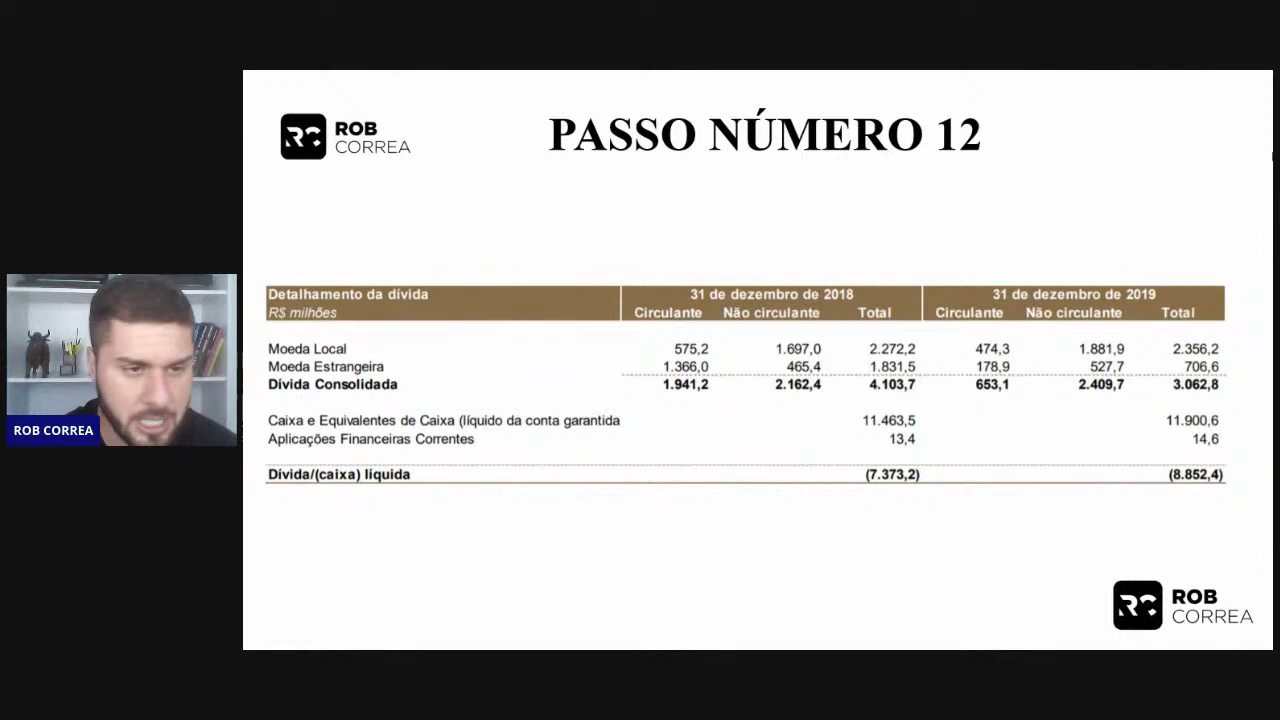 ROB
CORREA
PASSO NÚMERO 12
Detalhamento da dívida 31 de dezembro de 2018 31 de dezembro de 2019
R$ milhões Circulante Não circulante Total Circulante Não circulante Total
Moeda Local 575,2 1.697,0 2.272,2 474,3 1.881,9 2.356,2
Moeda Estrangeira 1.366,0 465,4 1.831,5 178,9 527,7 706,6
Dívida Consolidada 1.941,2 2.162,4 4.103,7 653,1 2.409,7 3.062,8
Caixa e Equivalentes de Caixa (líquido da conta garantida 11.463,5 11.900,6
Aplicações Financeiras Correntes 13,4 14,6
Dívida/(caixa) líquida (7.373,2) (8.852,4)
ROB CORREA
ROB
CORREA